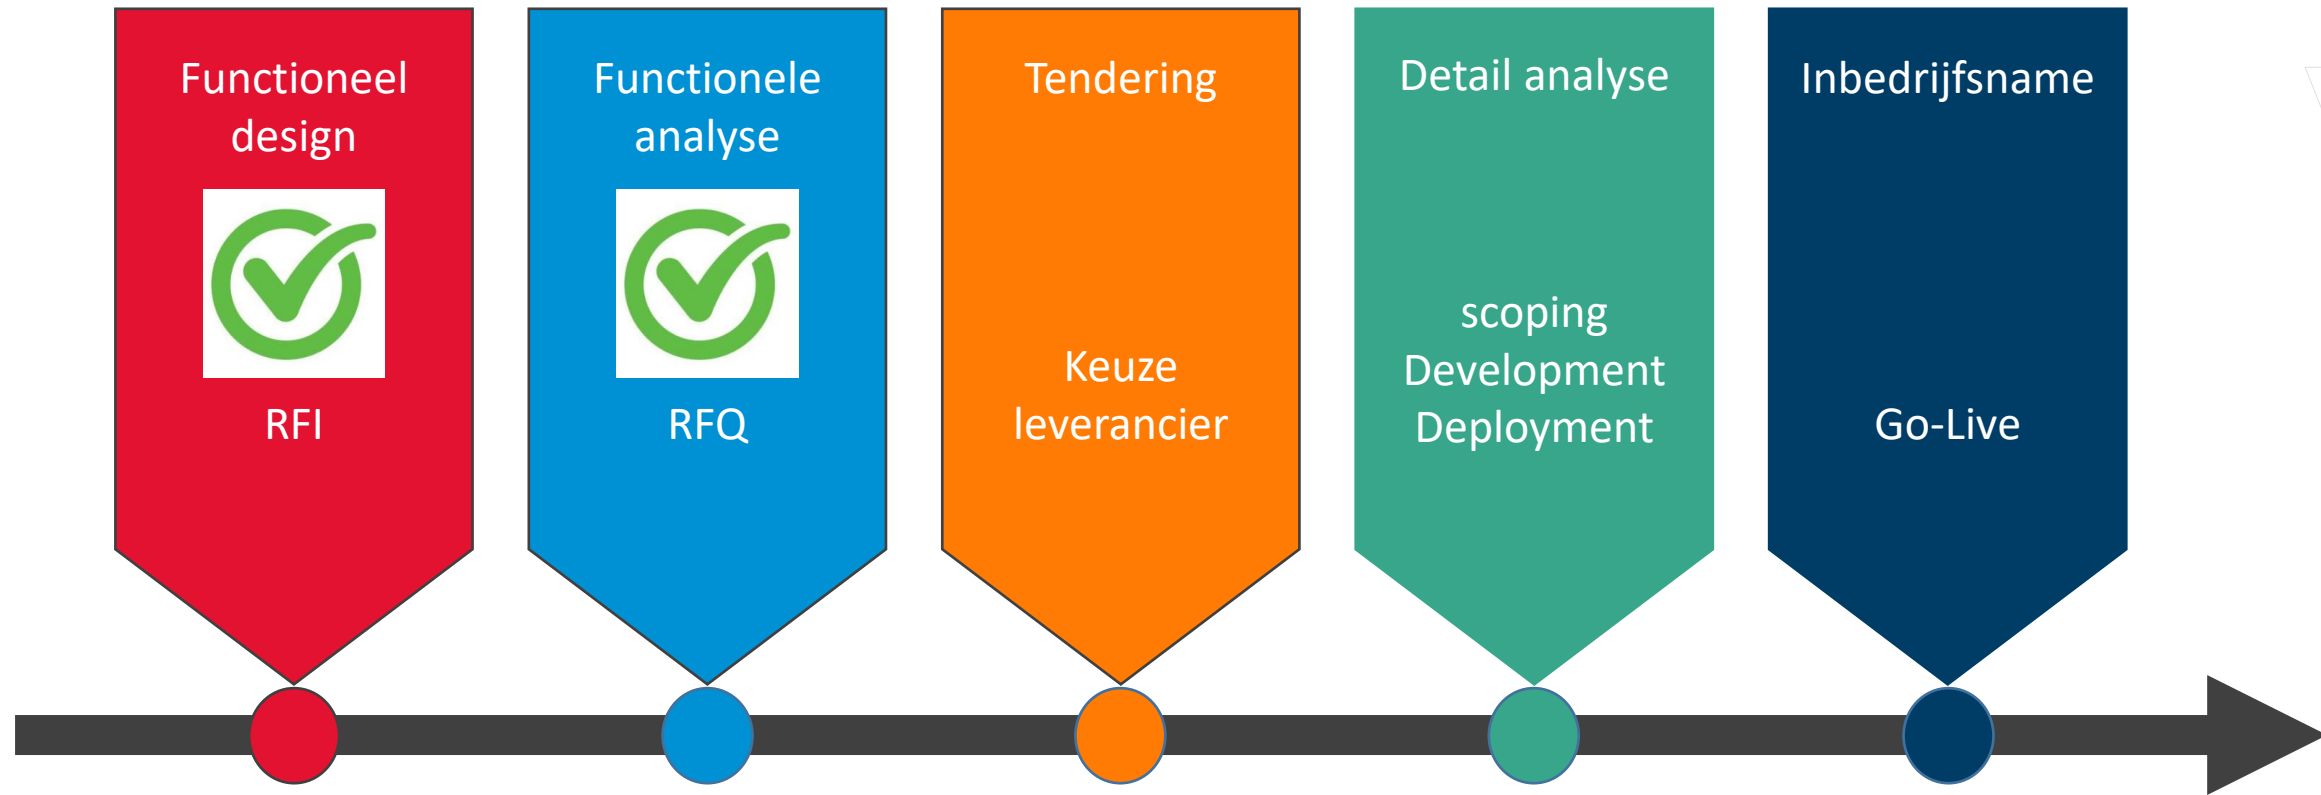 Functioneel
design
RFI
Functionele
analyse
RFQ
Tendering
Keuze
leverancier
Detail analyse
scoping
Development
Deployment
Inbedrijfsname
Go-Live